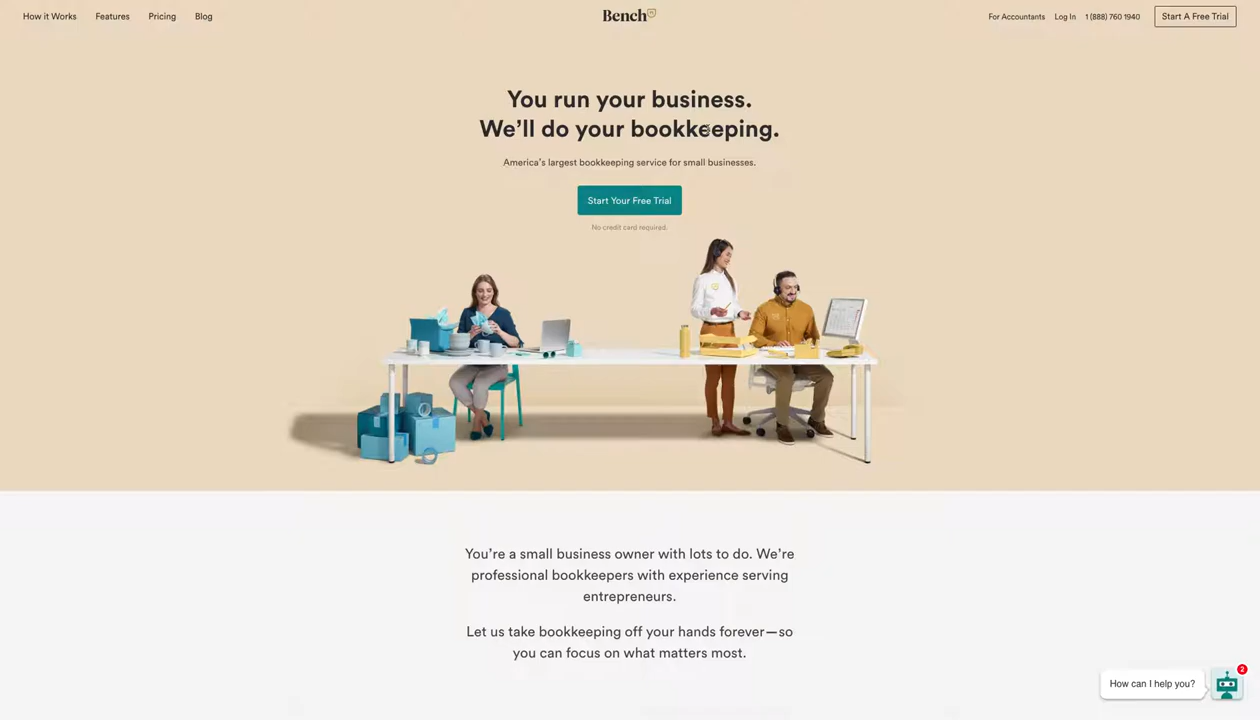 How it Works Features Pricing Blog Bench For Accountants Log In 1 (888) 760 1940 Start A Free Trial
You run your business.
We'll do your bookkeeping.
America's largest bookkeeping service for small businesses.
Start Your Free Trial
No credit card required.
You're a small business owner with lots to do. We're
professional bookkeepers with experience serving
entrepreneurs.
Let us take bookkeeping off your hands forever—so
you can focus on what matters most.
How can I help you?
2